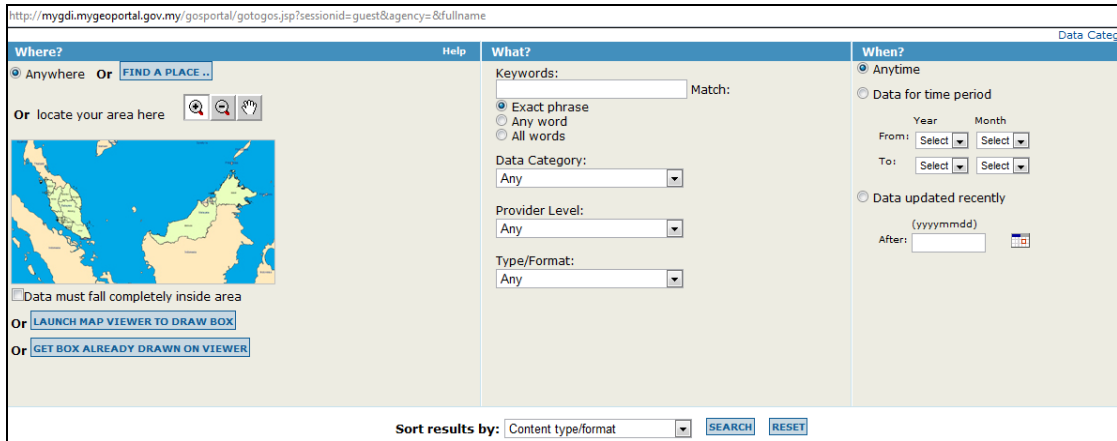 http://mygdi.mygeoportal.gov.my/gosportal/gotogos.jsp?sessionid=guest&agency=&fullname
Data Categ
Where?
Help
Anywhere Or FIND A PLACE ..
Or locate your area here
Data must fall completely inside area
Or LAUNCH MAP VIEWER TO DRAW BOX
Or GET BOX ALREADY DRAWN ON VIEWER
What?
Keywords:
Match:
Exact phrase
Any word
All words
Data Category:
Any
Provider Level:
Any
Type/Format:
Any
When?
Anytime
Data for time period
Year Month
From: Select Select
To: Select Select
Data updated recently
(yyyymmdd)
After:
Sort results by: Content type/format SEARCH RESET